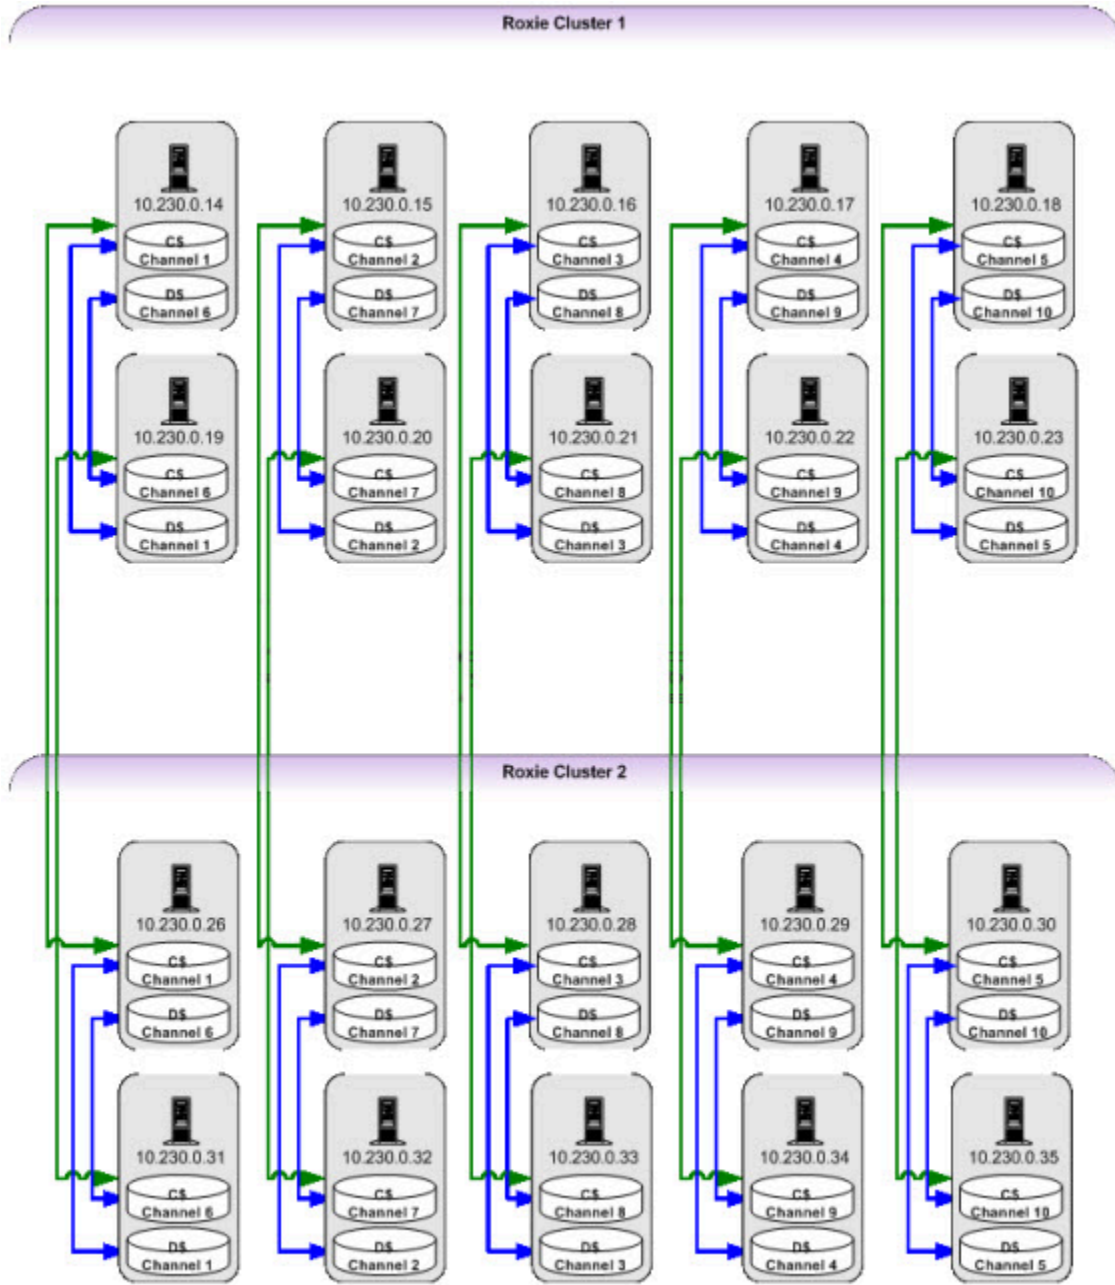 Roxie Cluster 1
10.230.0.14
C$
Channel 1
D$
Channel 6
10.230.0.15
C$
Channel 2
D$
Channel 7
10.230.0.16
C$
Channel 3
D$
Channel 8
10.230.0.17
C$
Channel 4
D$
Channel 9
10.230.0.18
C$
Channel 5
D$
Channel 10
10.230.0.19
C$
Channel 6
D$
Channel 1
10.230.0.20
C$
Channel 7
D$
Channel 2
10.230.0.21
C$
Channel 8
D$
Channel 3
10.230.0.22
C$
Channel 9
D$
Channel 4
10.230.0.23
C$
Channel 10
D$
Channel 5
Roxie Cluster 2
10.230.0.26
C$
Channel 1
D$
Channel 6
10.230.0.27
C$
Channel 2
D$
Channel 7
10.230.0.28
C$
Channel 3
D$
Channel 8
10.230.0.29
C$
Channel 4
D$
Channel 9
10.230.0.30
C$
Channel 5
D$
Channel 10
10.230.0.31
C$
Channel 6
D$
Channel 1
10.230.0.32
C$
Channel 7
D$
Channel 2
10.230.0.33
C$
Channel 8
D$
Channel 3
10.230.0.34
C$
Channel 9
D$
Channel 4
10.230.0.35
C$
Channel 10
D$
Channel 5